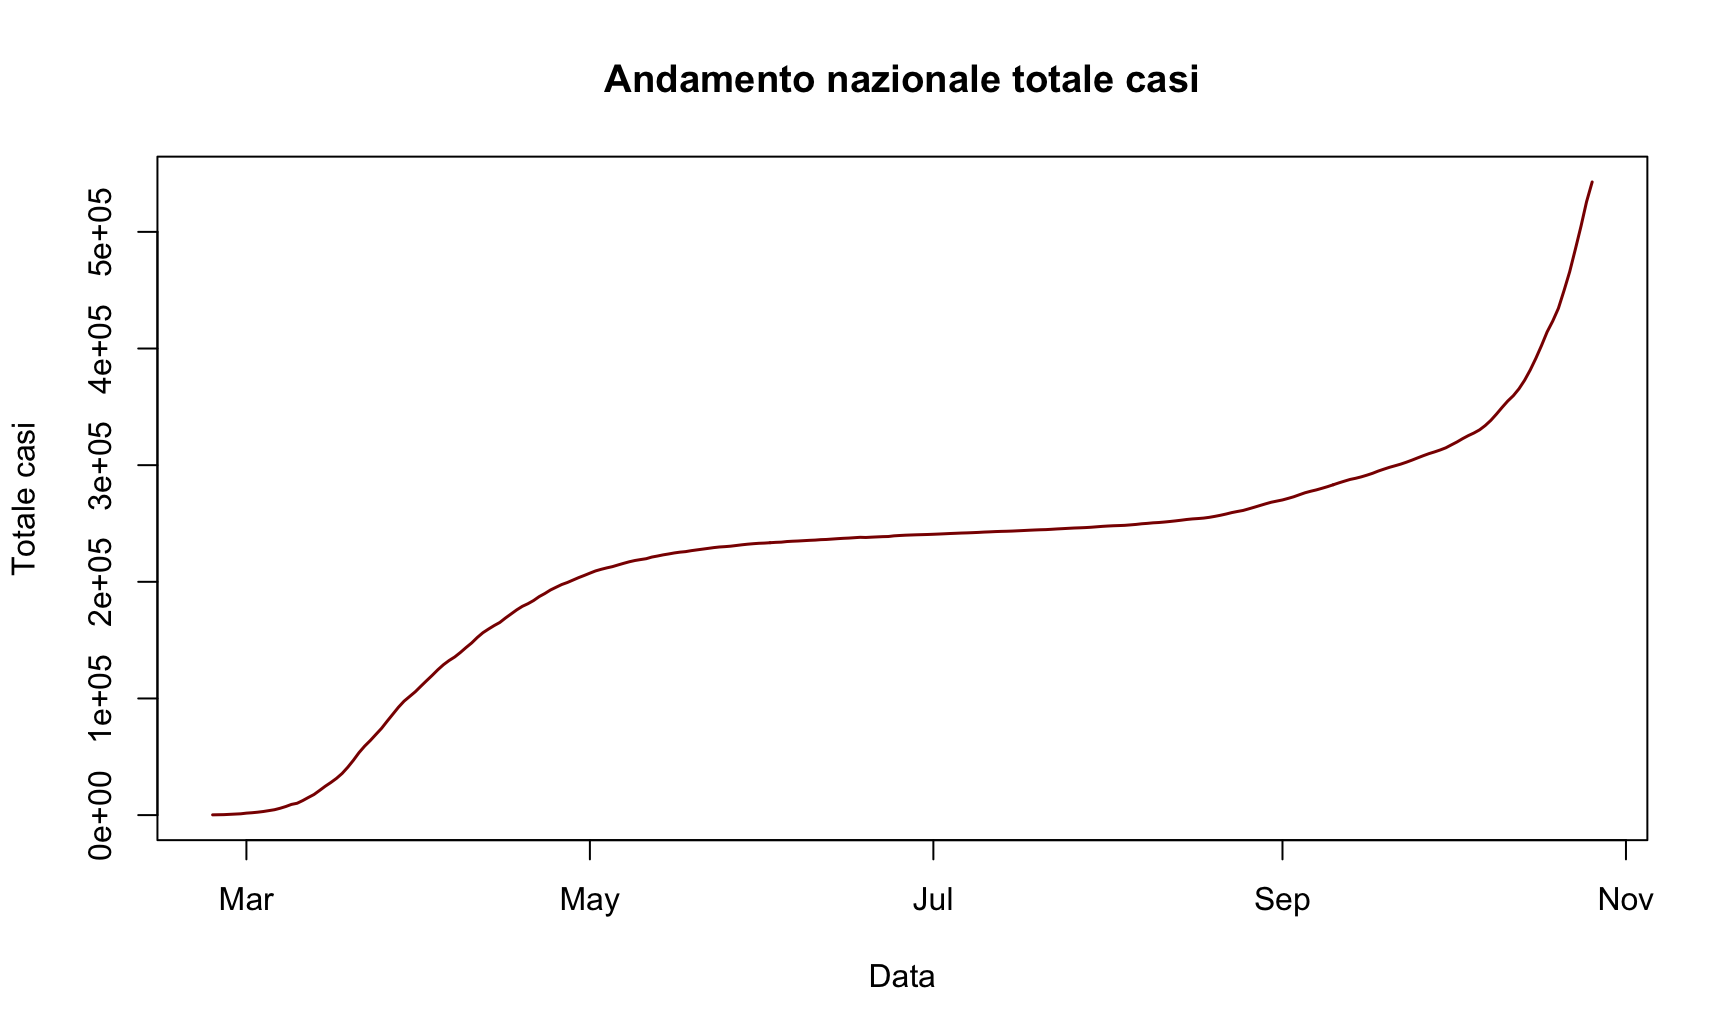 Andamento nazionale totale casi
Totale casi
5e+05
4e+05
3e+05
2e+05
1e+05
0e+00
Mar May Jul Sep Nov
Data